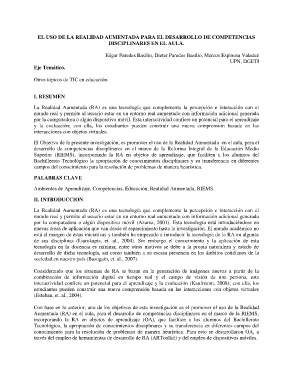 EL USO DE LA REALIDAD AUMENTADA PARA EL DESARROLLO DE COMPETENCIAS
DISCIPLINARES EN EL AULA.
Edgar Paredes Basilio, Dieter Paredes Basilio, Marcos Espinosa Valadez
UPN, DGETI
Eje Temático.
Otros tópicos de TIC en educación.
I. RESUMEN
La Realidad Aumentada (RA) es una tecnología que complementa la percepción e interacción con el
mundo real y permite al usuario estar en un entorno real aumentado con información adicional generada
por la computadora o algún dispositivo móvil. Esta interactividad confiere un potencial para el aprendizaje
y la evaluación; con ella, los estudiantes pueden construir una nueva comprensión basada en las
interacciones con objetos virtuales.
El Objetivo de la presente investigación, es promover el uso de la Realidad Aumentada en el aula, para el
desarrollo de competencias disciplinares en el marco de la Reforma Integral de la Educación Media
Superior (RIEMS), incorporando la RA en objetos de aprendizaje, que faciliten a los alumnos del
Bachillerato Tecnológico la apropiación de conocimientos disciplinares y su transferencia en diferentes
campos del conocimiento para la resolución de problemas de manera heurística.
PALABRAS CLAVE
Ambientes de Aprendizaje, Competencias, Educación, Realidad Aumentada, RIEMS.
II. INTRODUCCION
La Realidad Aumentada (RA) es una tecnología que complementa la percepción e interacción con el
mundo real y permite al usuario estar en un entorno real aumentado con información adicional generada
por la computadora o algún dispositivo móvil (Azuma, 2001). Esta tecnología está introduciéndose en
nuevas áreas de aplicación que van desde el esparcimiento hasta la investigación. El mundo académico no
está al margen de estas iniciativas y también ha empezado a introducir la tecnología de la RA en algunas
de sus disciplinas (Liarokapis, et. al., 2004). Sin embargo el conocimiento y la aplicación de esta
tecnología en la docencia es mínima; entre otros motivos se debe a la propia naturaleza y estado de
desarrollo de dicha tecnología, así como también a su escasa presencia en los ámbitos cotidianos de la
sociedad en nuestro país (Basogain, et. al., 2007).
Considerando que los sistemas de RA se basan en la generación de imágenes nuevas a partir de la
combinación de información digital en tiempo real y el campo de visión de una persona, esta
interactividad confiere un potencial para el aprendizaje y la evaluación (Kaufmann, 2003); con ella, los
estudiantes pueden construir una nueva comprensión basada en las interacciones con objetos virtuales
(Esteban, et. al., 2004).
Con base en lo anterior, uno de los objetivos de esta investigación es el promover el uso de la Realidad
Aumentada (RA) en el aula, para el desarrollo de competencias disciplinares en el marco de la RIEMS,
incorporando la RA en objetos de aprendizaje (OA), que facilite a los alumnos del Bachillerato
Tecnológico, la apropiación de conocimientos disciplinares y su transferencia en diferentes campos del
conocimiento para la resolución de problemas de manera heurística. Para esto se desarrollaron OA, a
través del empleo de herramientas de desarrollo de RA (ARToolkit) y del empleo de dispositivos móviles.